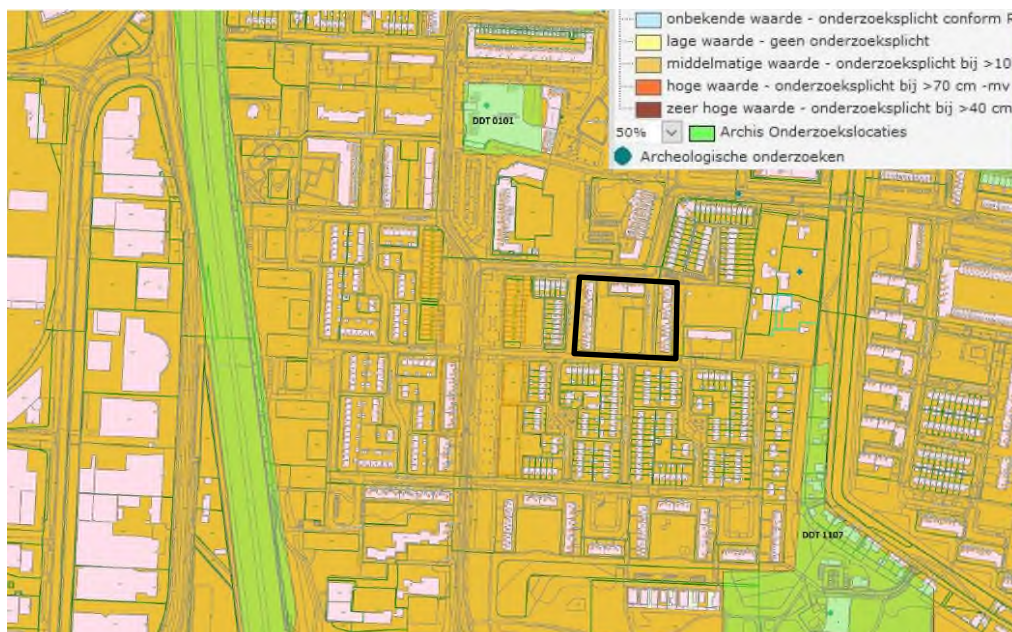 onbekende waarde - onderzoeksplicht conform
lage waarde - geen onderzoeksplicht
middelmatige waarde - onderzoeksplicht bij >10
hoge waarde - onderzoeksplicht bij >70 cm -mv
zeer hoge waarde - onderzoeksplicht bij >40 cm
50% Archis Onderzoekslocaties
Archeologische onderzoeken
DDT 0101
DDT 1107